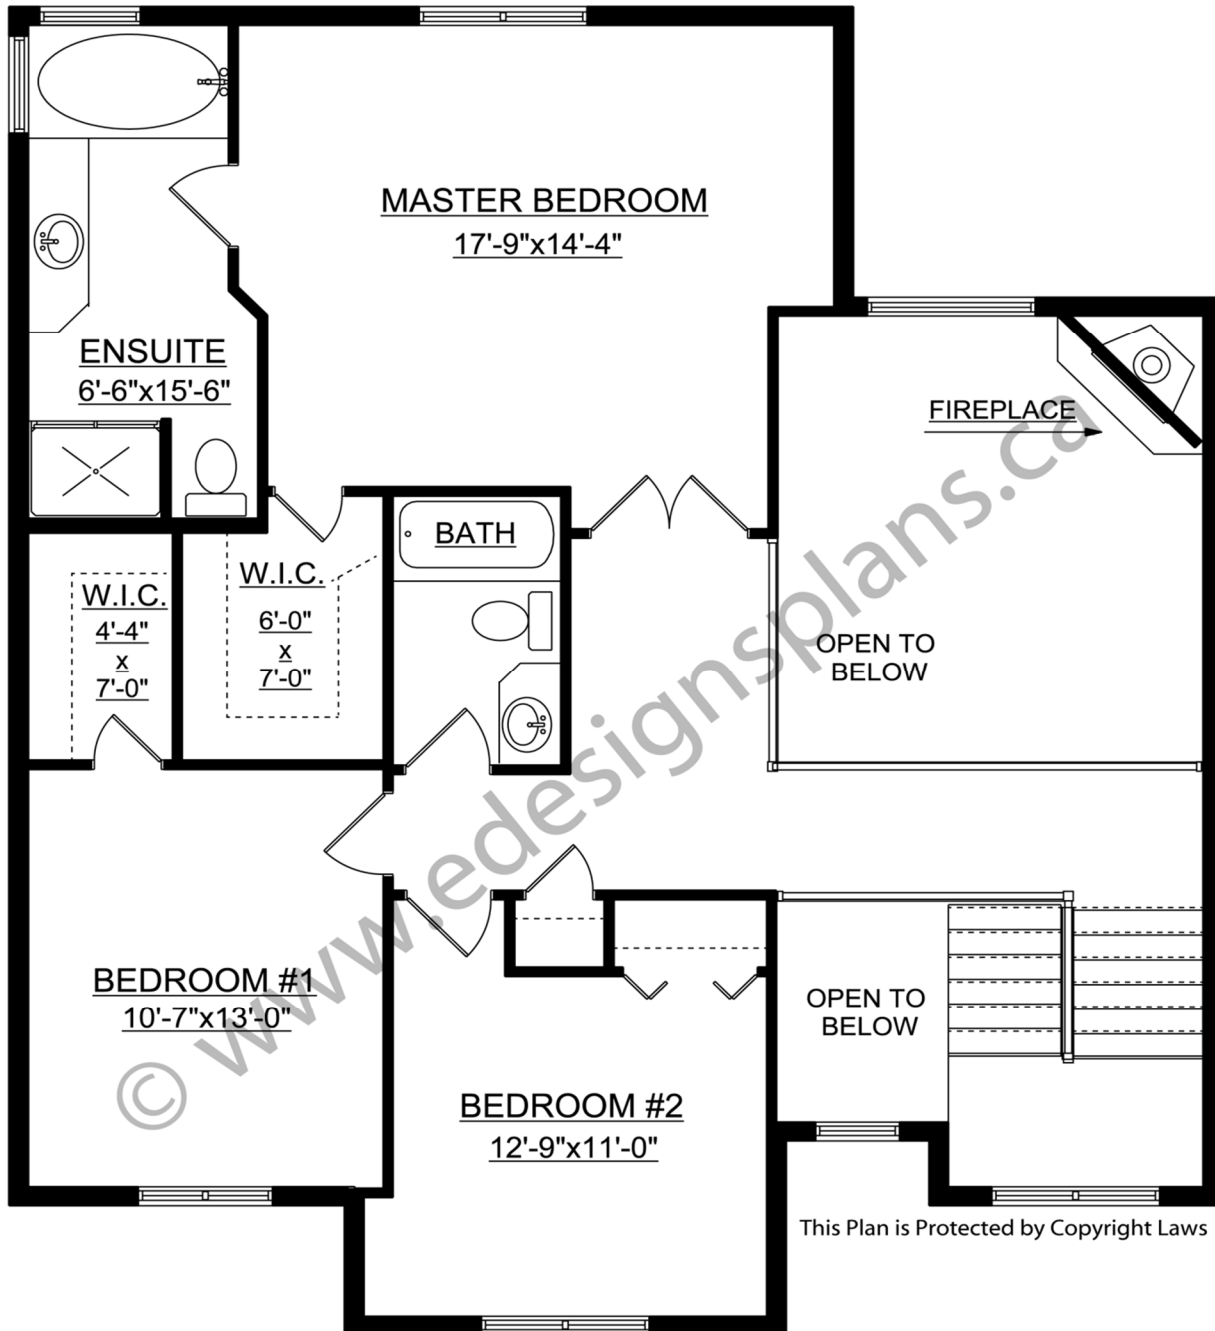 MASTER BEDROOM
17'-9"x14'-4"
ENSUITE
6'-6"x15'-6"
FIREPLACE
BATH
W.I.C.
6'-0"
x
7'-0"
W.I.C.
4'-4"
x
7'-0"
OPEN TO
BELOW
BEDROOM #1
10'-7"x13'-0"
OPEN TO
BELOW
BEDROOM #2
12'-9"x11'-0"
© www.edesignsplans.ca
This Plan is Protected by Copyright Laws